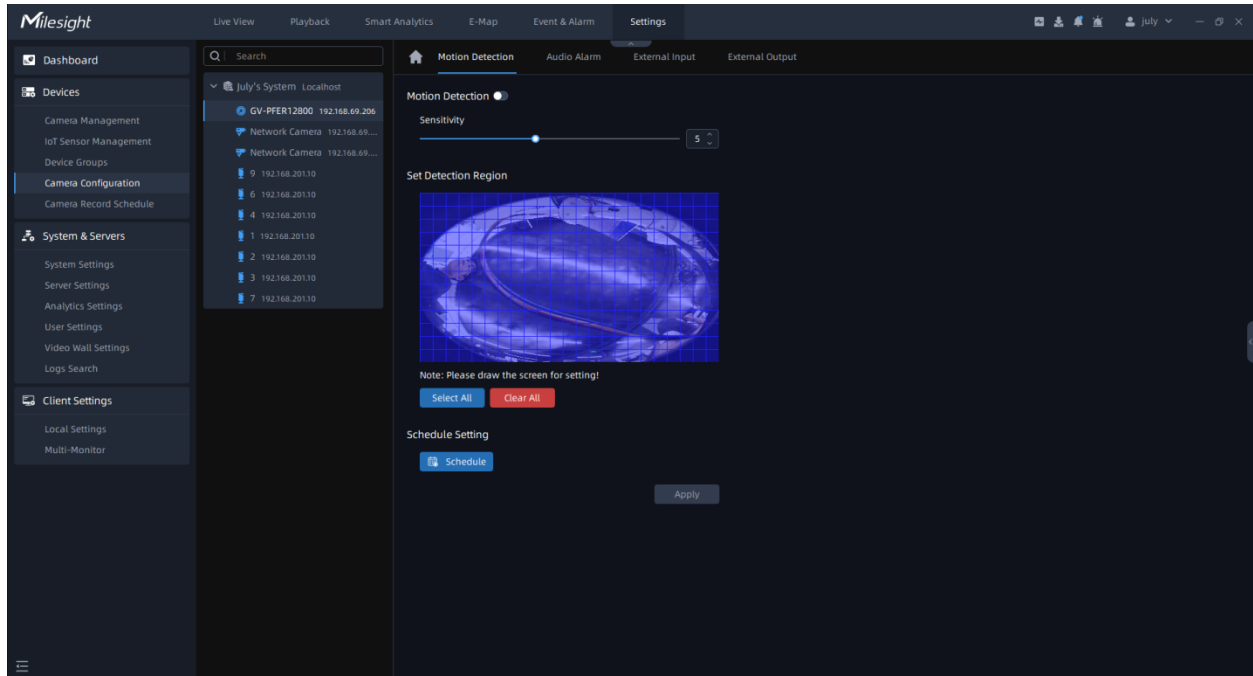 Milesight
Live View Playback Smart Analytics E-Map Event & Alarm Settings july
Dashboard
Devices
Camera Management
IoT Sensor Management
Device Groups
Camera Configuration
Camera Record Schedule
System & Servers
System Settings
Server Settings
Analytics Settings
User Settings
Video Wall Settings
Logs Search
Client Settings
Local Settings
Multi-Monitor
Search
July's System Localhost
GV-PFER12800 192.168.69.206
Network Camera 192.168.69....
Network Camera 192.168.69....
9 192.168.201.10
6 192.168.201.10
4 192.168.201.10
1 192.168.201.10
2 192.168.201.10
3 192.168.201.10
7 192.168.201.10
Motion Detection Audio Alarm External Input External Output
Motion Detection
Sensitivity
5
Set Detection Region
Note: Please draw the screen for setting!
Select All Clear All
Schedule Setting
Schedule
Apply